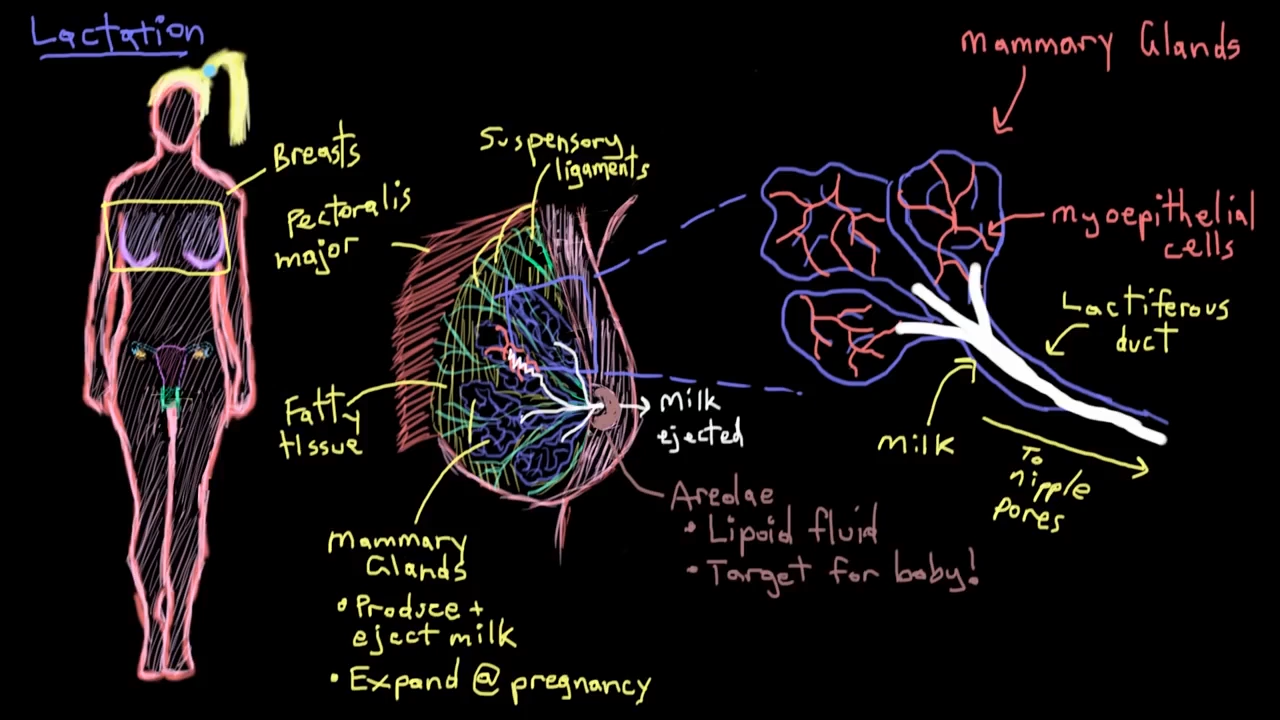 Lactation
Breasts
Pectoralis
major
Suspensory
ligaments
Fatty
tissue
Mammary
Glands
• Produce +
eject milk
• Expand @ pregnancy
Milk
ejected
Areolae
• Lipoid fluid
• Target for baby!
Mammary Glands
myoepithelial
cells
Lactiferous
duct
milk
To
nipple
pores